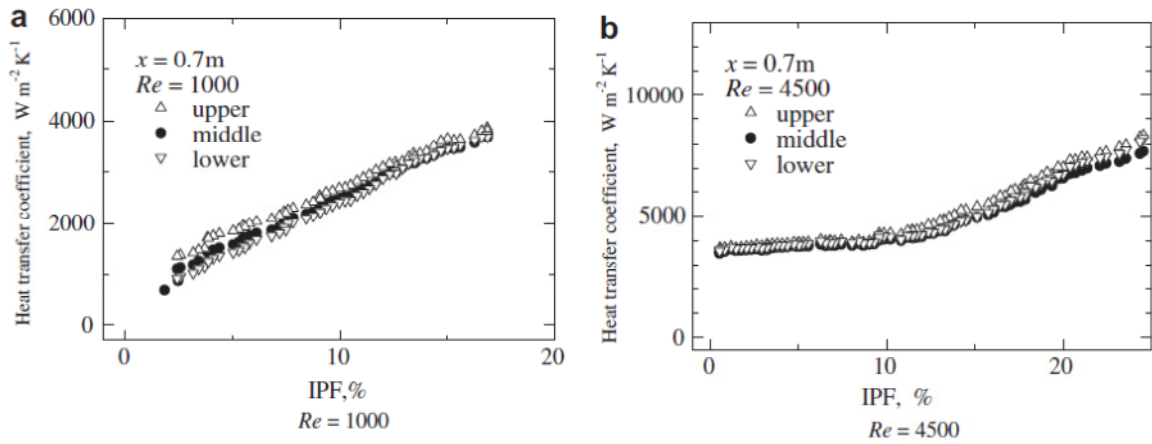 a
6000
4000
2000
0
Heat transfer coefficient, W m-2 K-1
x = 0.7m
Re = 1000
△ upper
● middle
▽ lower
0
10
20
IPF,%
Re = 1000
b
10000
5000
0
Heat transfer coefficient, W m-2 K-1
x = 0.7m
Re = 4500
△ upper
● middle
▽ lower
0
10
20
IPF, %
Re = 4500